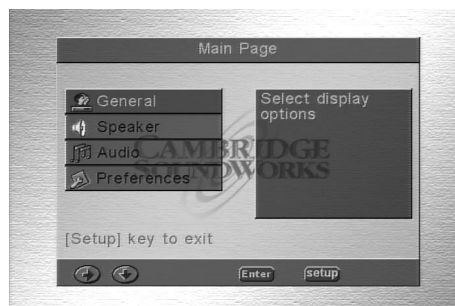 Main Page
General
Speaker
Audio
Preferences
Select display
options
CAMBRIDGE
SOUNDWORKS
[Setup] key to exit
Enter
setup